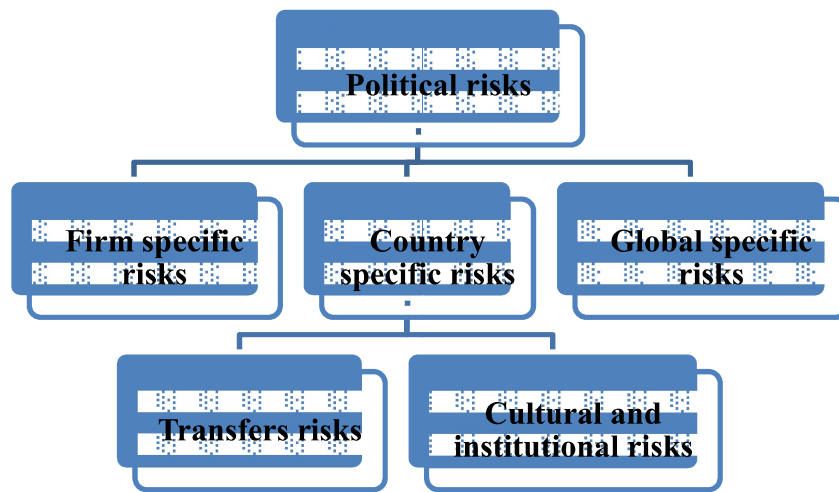 Political risks
Firm specific
risks
Country
specific risks
Global specific
risks
Transfers risks
Cultural and
institutional risks